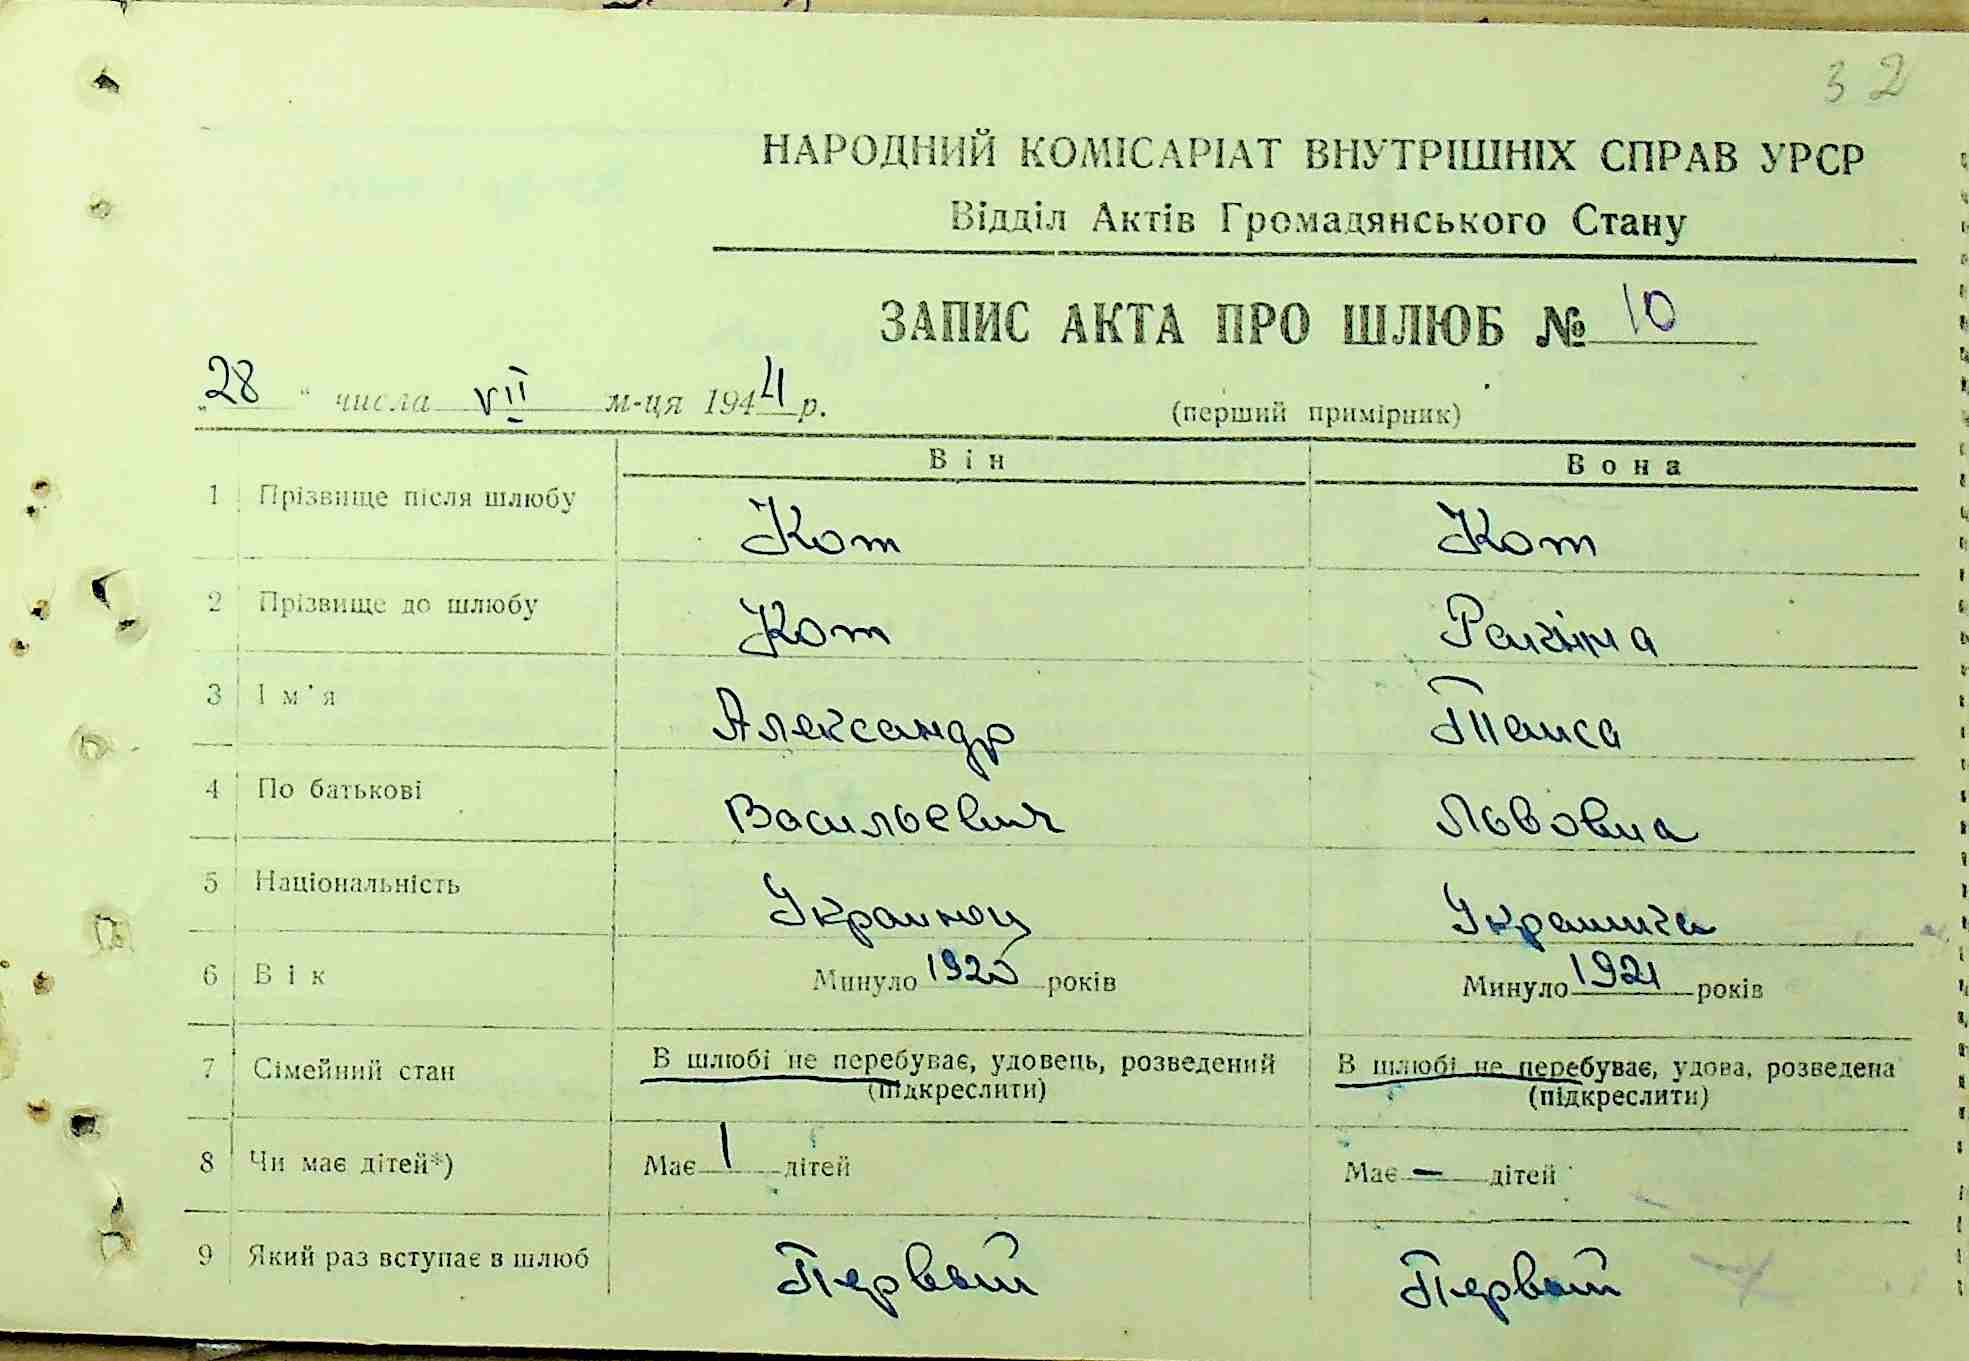 32
НАРОДНИЙ КОМІСАРІАТ ВНУТРІШНІХ СПРАВ УРСР
Відділ Актів Громадянського Стану
ЗАПИС АКТА ПРО ШЛЮБ № 10
„28“ числа VII м-ця 1944 р. (перший примірник)
Він Вона
1 Прізвище після шлюбу Кот Кот
2 Прізвище до шлюбу Кот
3 Ім'я Александр Таиса
4 По батькові Васильевич Львовна
5 Національність Украинец
6 Вік Минуло 1920 років Минуло 1921 років
7 Сімейний стан В шлюбі не перебуває, удовець, розведений В шлюбі не перебуває, удова, розведена
(підкреслити) (підкреслити)
8 Чи має дітей*) Має 1 дітей Має – дітей
9 Який раз вступає в шлюб Первый Первый